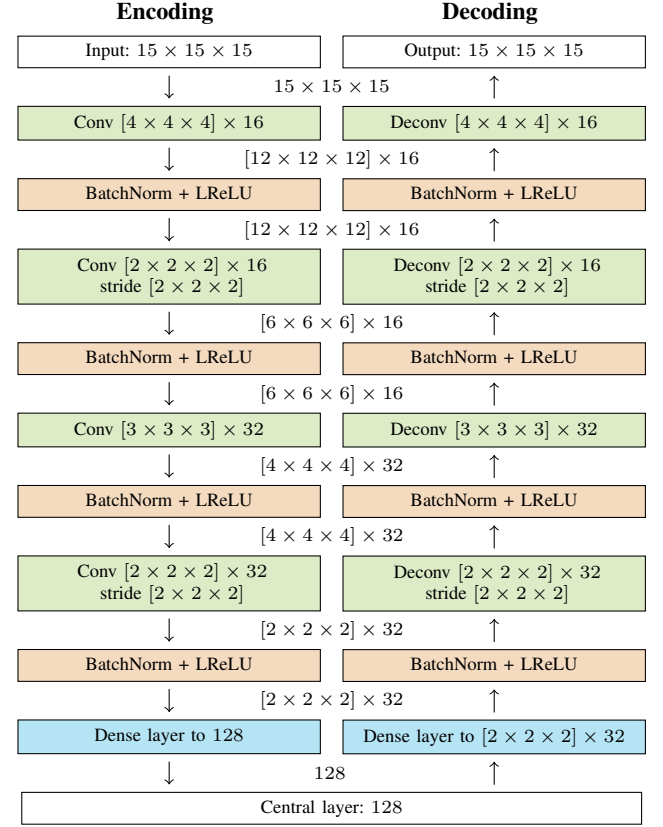 Encoding Decoding
Input: 15 × 15 × 15 Output: 15 × 15 × 15
↓ 15 × 15 × 15 ↑
Conv [4 × 4 × 4] × 16 Deconv [4 × 4 × 4] × 16
↓ [12 × 12 × 12] × 16 ↑
BatchNorm + LReLU BatchNorm + LReLU
↓ [12 × 12 × 12] × 16 ↑
Conv [2 × 2 × 2] × 16 Deconv [2 × 2 × 2] × 16
stride [2 × 2 × 2] stride [2 × 2 × 2]
↓ [6 × 6 × 6] × 16 ↑
BatchNorm + LReLU BatchNorm + LReLU
↓ [6 × 6 × 6] × 16 ↑
Conv [3 × 3 × 3] × 32 Deconv [3 × 3 × 3] × 32
↓ [4 × 4 × 4] × 32 ↑
BatchNorm + LReLU BatchNorm + LReLU
↓ [4 × 4 × 4] × 32 ↑
Conv [2 × 2 × 2] × 32 Deconv [2 × 2 × 2] × 32
stride [2 × 2 × 2] stride [2 × 2 × 2]
↓ [2 × 2 × 2] × 32 ↑
BatchNorm + LReLU BatchNorm + LReLU
↓ [2 × 2 × 2] × 32 ↑
Dense layer to 128 Dense layer to [2 × 2 × 2] × 32
↓ 128 ↑
Central layer: 128